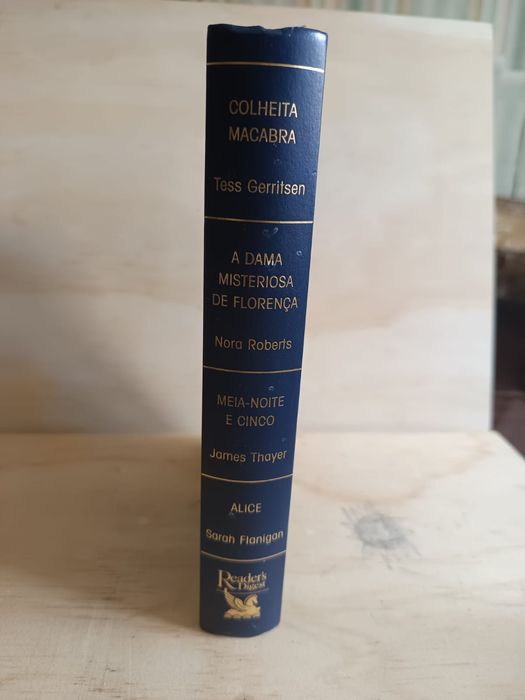 COLHEITA
MACABRA
Tess Gerritsen
A DAMA
MISTERIOSA
DE FLORENÇA
Nora Roberts
MEIA-NOITE
E CINCO
James Thayer
ALICE
Sarah Flanigan
Reader's
Digest